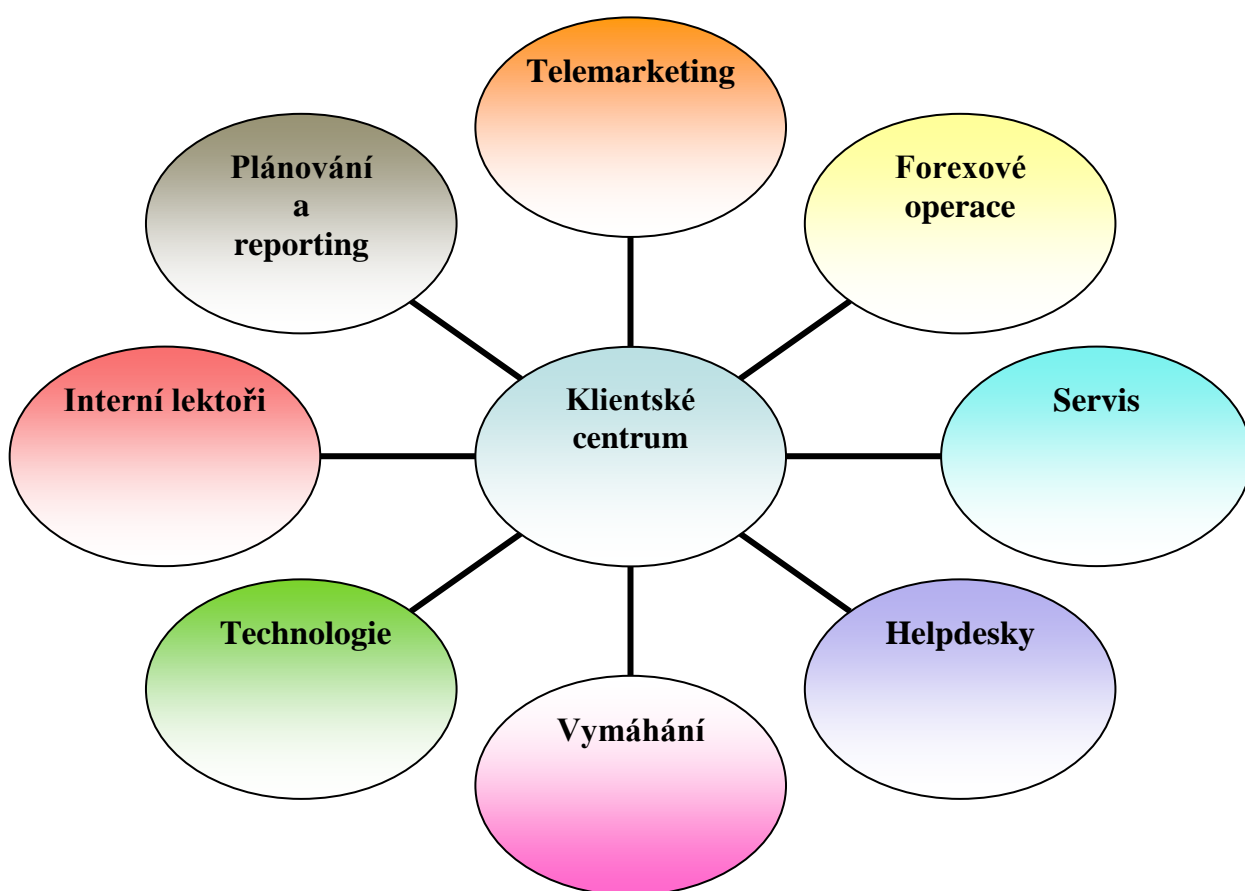 Telemarketing
Plánování
a
reporting
Forexové
operace
Interní lektoři
Klientské
centrum
Servis
Technologie
Helpdesky
Vymáhání